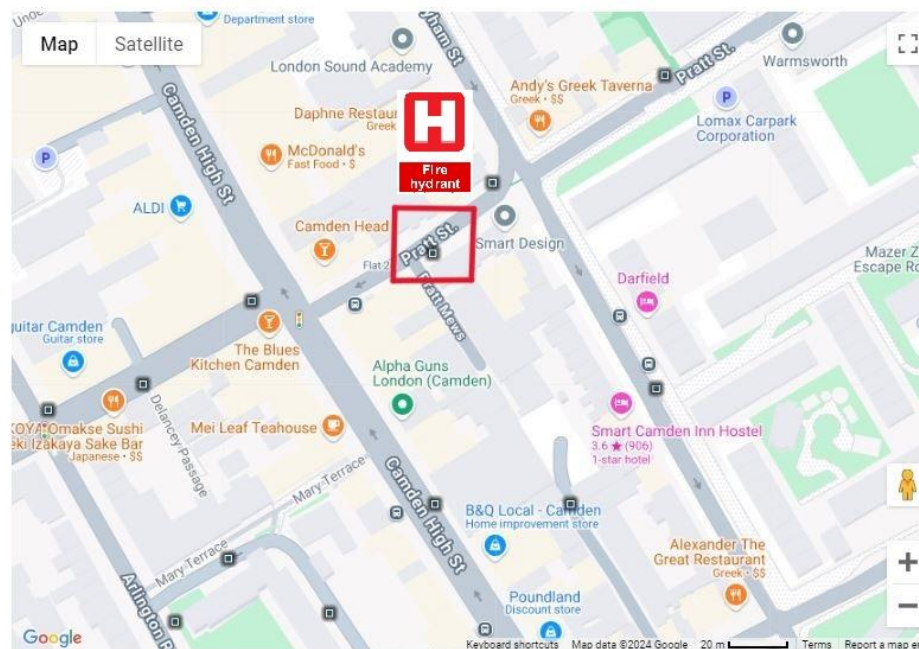 Department store
Map
Satellite
London Sound Academy
Warmsworth
Pratt St.
Andy's Greek Taverna
Greek • $$
Lomax Carpark
Corporation
Camden High St
Daphne
Greek
H
Fire
hydrant
McDonald's
Fast Food • $
P
P
ALDI
Camden Head
Pratt St.
Smart Design
Pratt Mews
Darfield
Mazer Z
Escape Ro
guitar Camden
Guitar store
The Blues
Kitchen Camden
Alpha Guns
London (Camden)
KOYA Omakse Sushi
eki Izakaya Sake Bar
Japanese • $$
Delancey Passage
Mei Leaf Teahouse
Smart Camden Inn Hostel
3.6 ★ (906)
1-star hotel
Mary Terrace
Camden High St
B&Q Local - Camden
Home improvement store
Mary Terrace
Alexander The
Great Restaurant
Greek • $$
Arlington R
Poundland
Discount store
Google
Keyboard shortcuts
Map data ©2024 Google
20 m
Terms
Report a map er